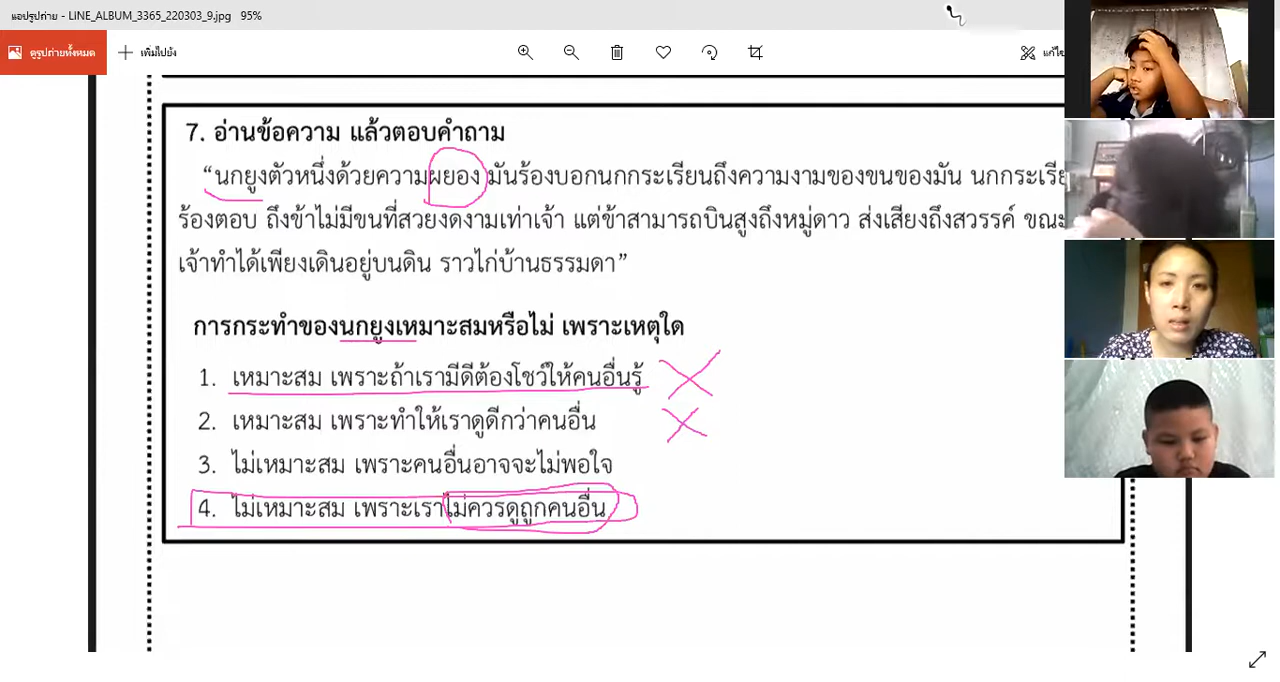 แอปรูปถ่าย - LINE_ALBUM_3365_220303_9.jpg 95%
ดูรูปถ่ายทั้งหมด
เพิ่มไปยัง
7. อ่านข้อความ แล้วตอบคำถาม
“นกยูงตัวหนึ่งด้วยความผยอง มันร้องบอกนกกระเรียนถึงความงามของขนของมัน นกกระเรีย
ร้องตอบ ถึงข้าไม่มีขนที่สวยงดงามเท่าเจ้า แต่ข้าสามารถบินสูงถึงหมู่ดาว ส่งเสียงถึงสวรรค์ ขณะ
เจ้าทำได้เพียงเดินอยู่บนดิน ราวไก่บ้านธรรมดา”
การกระทำของนกยูงเหมาะสมหรือไม่ เพราะเหตุใด
1. เหมาะสม เพราะถ้าเรามีดีต้องโชว์ให้คนอื่นรู้
2. เหมาะสม เพราะทำให้เราดูดีกว่าคนอื่น
3. ไม่เหมาะสม เพราะคนอื่นอาจจะไม่พอใจ
4. ไม่เหมาะสม เพราะเราไม่ควรดูถูกคนอื่น